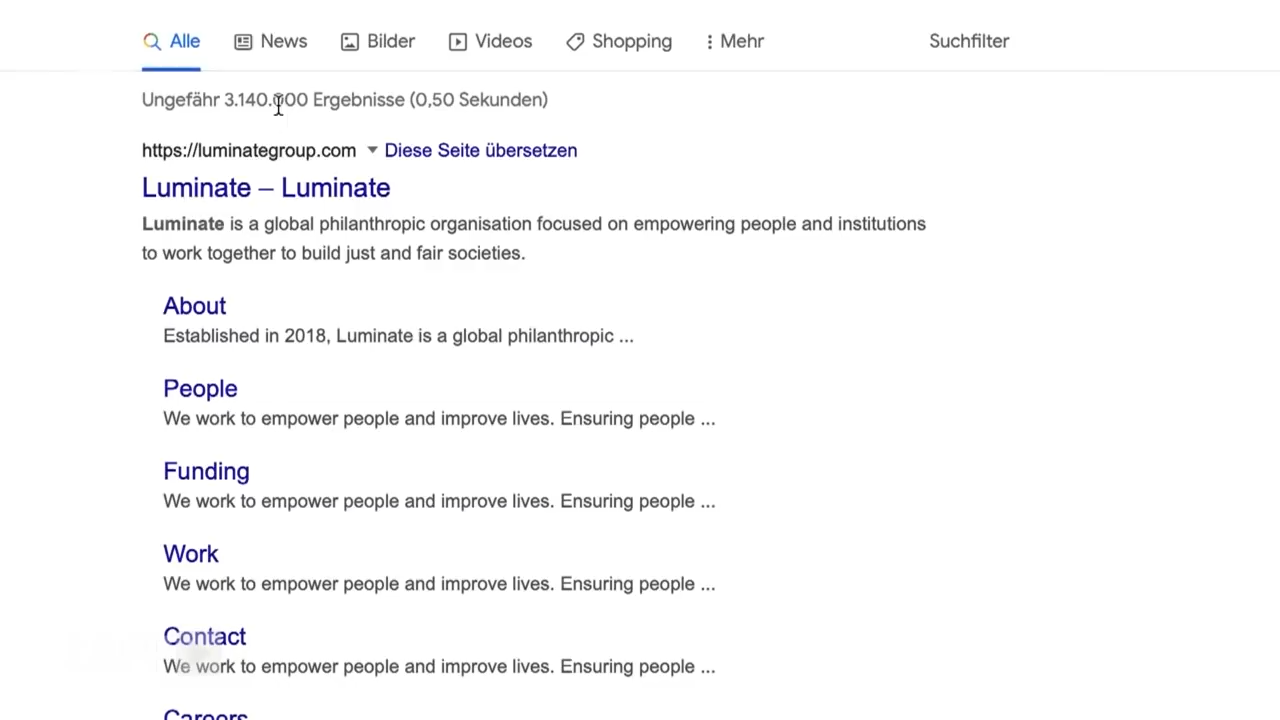 Alle News Bilder Videos Shopping Mehr Suchfilter
Ungefähr 3.140.000 Ergebnisse (0,50 Sekunden)
https://luminategroup.com Diese Seite übersetzen
Luminate – Luminate
Luminate is a global philanthropic organisation focused on empowering people and institutions
to work together to build just and fair societies.
About
Established in 2018, Luminate is a global philanthropic ...
People
We work to empower people and improve lives. Ensuring people ...
Funding
We work to empower people and improve lives. Ensuring people ...
Work
We work to empower people and improve lives. Ensuring people ...
Contact
We work to empower people and improve lives. Ensuring people ...
Careers